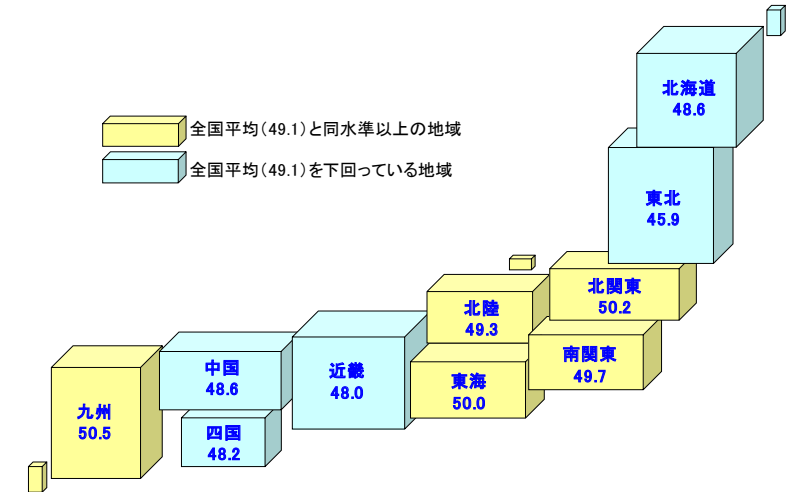 北海道
48.6
全国平均(49.1)と同水準以上の地域
全国平均(49.1)を下回っている地域
東北
45.9
北関東
50.2
北陸
49.3
南関東
49.7
中国
48.6
近畿
48.0
東海
50.0
九州
50.5
四国
48.2